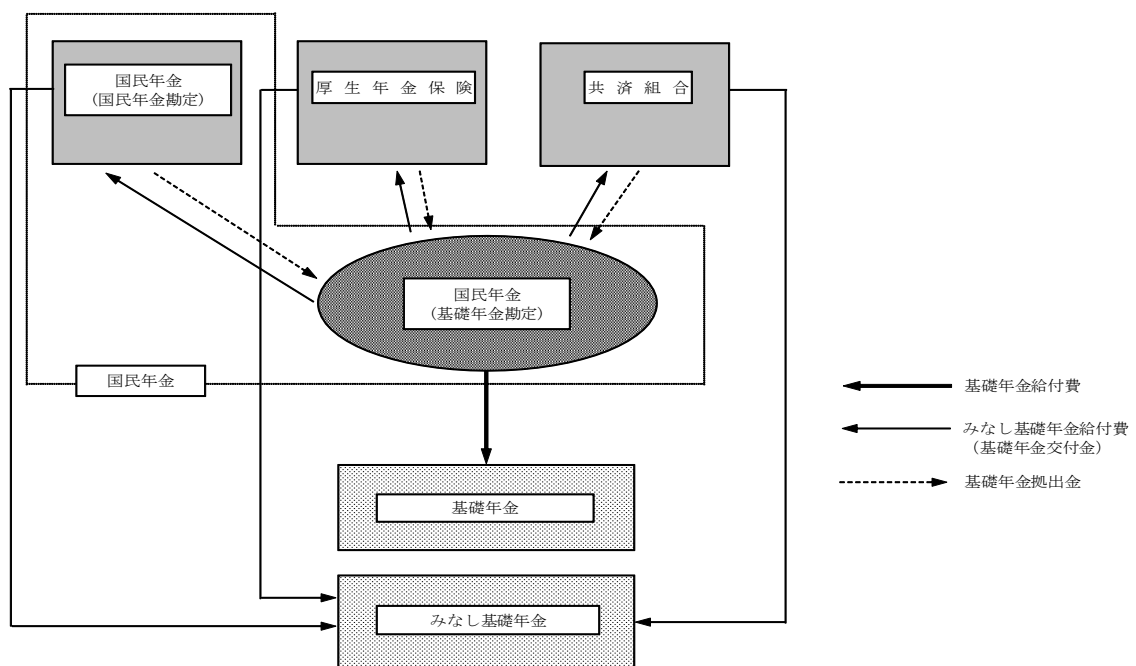 国民年金
(国民年金勘定)
厚生年金保険
共済組合
国民年金
(基礎年金勘定)
国民年金
基礎年金給付費
みなし基礎年金給付費
(基礎年金交付金)
基礎年金拠出金
基礎年金
みなし基礎年金